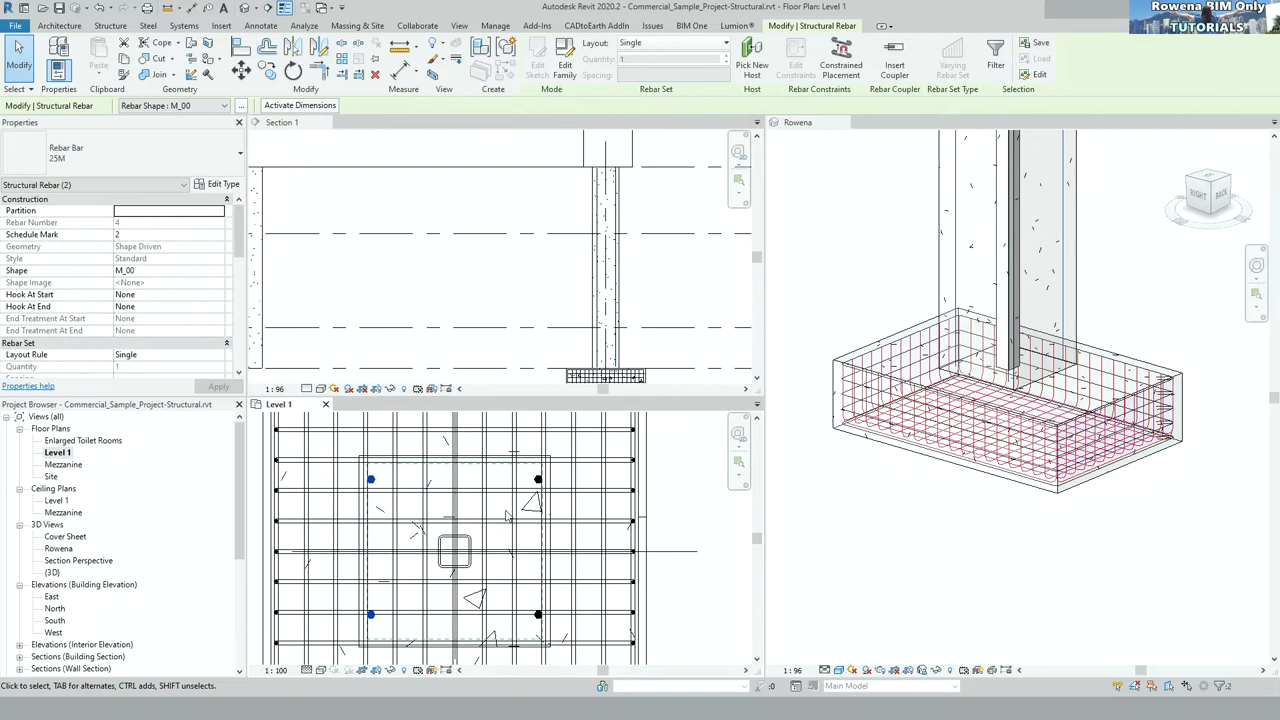 Autodesk Revit 2020.2 - Commercial_Sample_Project-Structural.rvt - Floor Plan: Level 1
Rowena BIM Only
TUTORIALS
File Architecture Structure Steel Systems Insert Annotate Analyze Massing & Site Collaborate View Manage Add-Ins CADtoEarth AddIn Issues BIM One Lumion® Modify | Structural Rebar
Modify
Paste
Cope
Cut
Join
Layout: Single
Quantity: 1
Spacing:
Edit Sketch
Edit Family
Pick New Host
Edit Constraints
Constrained Placement
Insert Coupler
Varying Rebar Set
Filter
Save
Load
Edit
Select Properties Clipboard Geometry Modify View Measure Create Mode Rebar Set Host Rebar Constraints Rebar Coupler Rebar Set Type Selection
Modify | Structural Rebar Rebar Shape : M_00 ... Activate Dimensions
Properties
Rebar Bar
25M
Structural Rebar (2) Edit Type
Construction
Partition
Rebar Number 4
Schedule Mark 2
Geometry Shape Driven
Style Standard
Shape M_00
Shape Image <None>
Hook At Start None
Hook At End None
End Treatment At Start None
End Treatment At End None
Rebar Set
Layout Rule Single
Quantity 1
Properties help Apply
Project Browser - Commercial_Sample_Project-Structural.rvt
Views (all)
Floor Plans
Enlarged Toilet Rooms
Level 1
Mezzanine
Site
Ceiling Plans
Level 1
Mezzanine
3D Views
Cover Sheet
Rowena
Section Perspective
{3D}
Elevations (Building Elevation)
East
North
South
West
Elevations (Interior Elevation)
Sections (Building Section)
Sections (Wall Section)
Section 1
1:96
Level 1
1:100
Rowena
RIGHT
BACK
1:96
Click to select, TAB for alternates, CTRL adds, SHIFT unselects.
:0
Main Model
:2